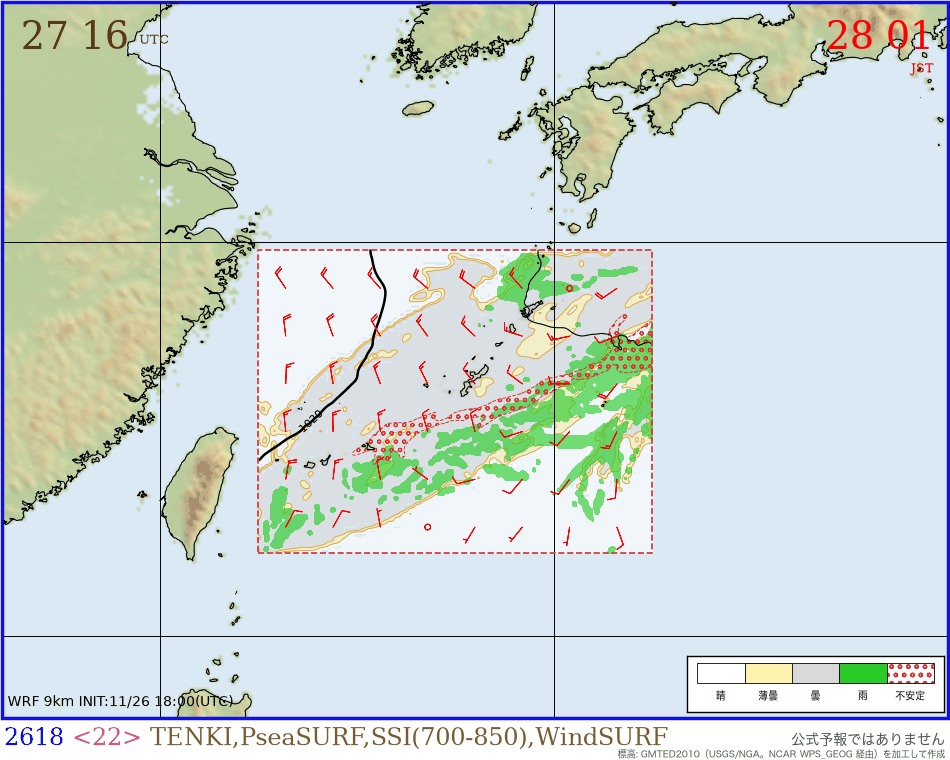 27 16 UTC
28 01
JST
1020
WRF 9km INIT:11/26 18:00(UTC)
晴 薄曇 曇 雨 不安定
2618 <22> TENKI,PseaSURF,SSI(700-850),WindSURF
公式予報ではありません
標高: GMTED2010（USGS/NGA。NCAR WPS_GEOG 経由）を加工して作成